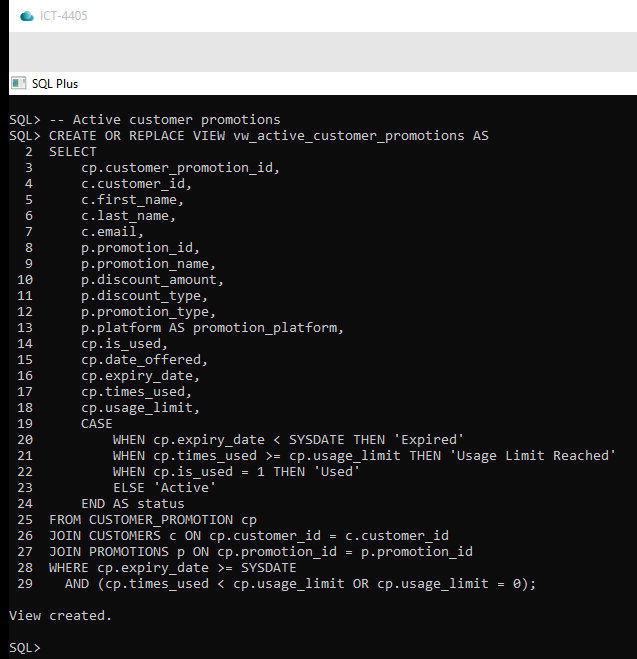 ICT-4405
SQL Plus
SQL> -- Active customer promotions
SQL> CREATE OR REPLACE VIEW vw_active_customer_promotions AS
  2  SELECT
  3      cp.customer_promotion_id,
  4      c.customer_id,
  5      c.first_name,
  6      c.last_name,
  7      c.email,
  8      p.promotion_id,
  9      p.promotion_name,
 10      p.discount_amount,
 11      p.discount_type,
 12      p.promotion_type,
 13      p.platform AS promotion_platform,
 14      cp.is_used,
 15      cp.date_offered,
 16      cp.expiry_date,
 17      cp.times_used,
 18      cp.usage_limit,
 19      CASE
 20          WHEN cp.expiry_date < SYSDATE THEN 'Expired'
 21          WHEN cp.times_used >= cp.usage_limit THEN 'Usage Limit Reached'
 22          WHEN cp.is_used = 1 THEN 'Used'
 23          ELSE 'Active'
 24      END AS status
 25  FROM CUSTOMER_PROMOTION cp
 26  JOIN CUSTOMERS c ON cp.customer_id = c.customer_id
 27  JOIN PROMOTIONS p ON cp.promotion_id = p.promotion_id
 28  WHERE cp.expiry_date >= SYSDATE
 29    AND (cp.times_used < cp.usage_limit OR cp.usage_limit = 0);
View created.
SQL>